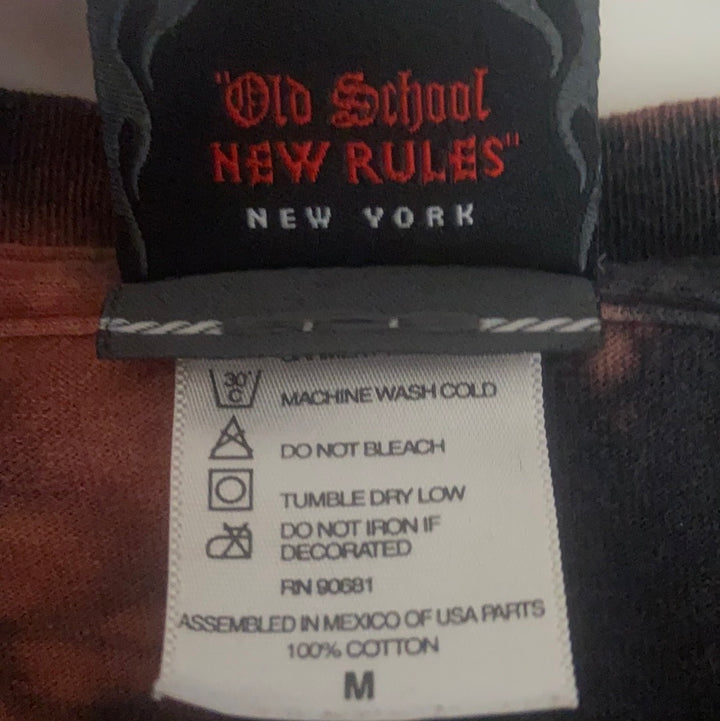 "Old School
NEW RULES"
NEW YORK
30°
C
MACHINE WASH COLD
DO NOT BLEACH
TUMBLE DRY LOW
DO NOT IRON IF
DECORATED
RN 90681
ASSEMBLED IN MEXICO OF USA PARTS
100% COTTON
M